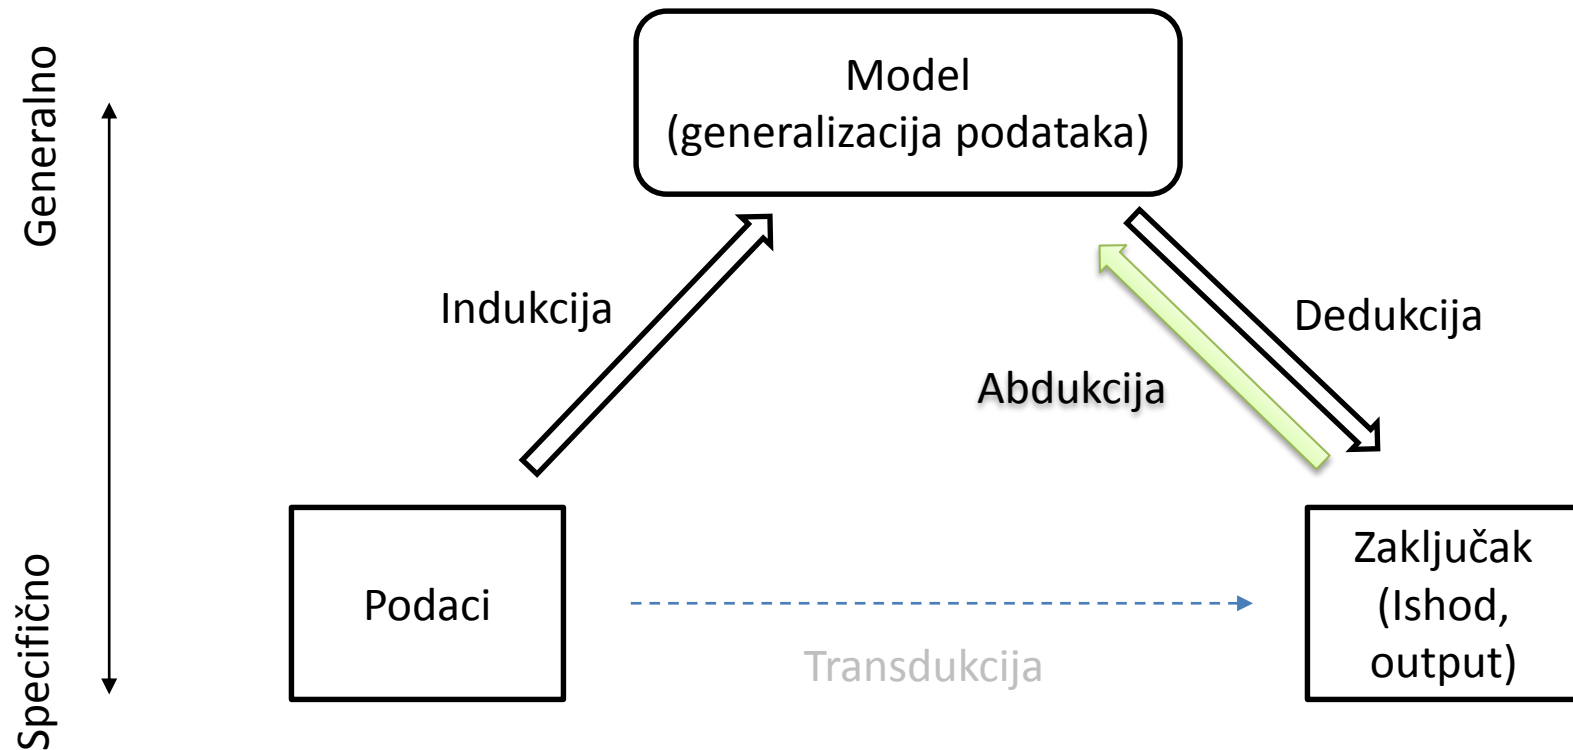 Generalno
Model
(generalizacija podataka)
Indukcija
Dedukcija
Abdukcija
Specifično
Podaci
Transdukcija
Zaključak
(Ishod,
output)